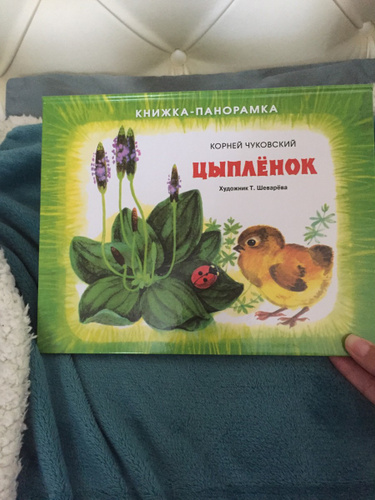 КНИЖКА-ПАНОРАМКА
КОРНЕЙ ЧУКОВСКИЙ
ЦЫПЛЁНОК
Художник Т. Шеварёва